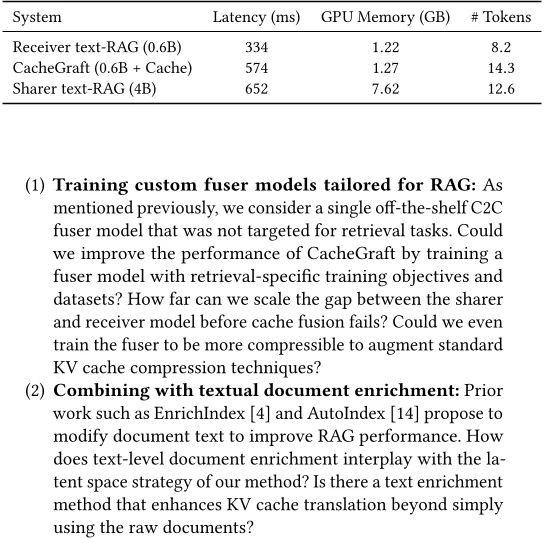 System Latency (ms) GPU Memory (GB) # Tokens
Receiver text-RAG (0.6B) 334 1.22 8.2
CacheGraft (0.6B + Cache) 574 1.27 14.3
Sharer text-RAG (4B) 652 7.62 12.6
(1) Training custom fuser models tailored for RAG: As
mentioned previously, we consider a single off-the-shelf C2C
fuser model that was not targeted for retrieval tasks. Could
we improve the performance of CacheGraft by training a
fuser model with retrieval-specific training objectives and
datasets? How far can we scale the gap between the sharer
and receiver model before cache fusion fails? Could we even
train the fuser to be more compressible to augment standard
KV cache compression techniques?
(2) Combining with textual document enrichment: Prior
work such as EnrichIndex [4] and AutoIndex [14] propose to
modify document text to improve RAG performance. How
does text-level document enrichment interplay with the la-
tent space strategy of our method? Is there a text enrichment
method that enhances KV cache translation beyond simply
using the raw documents?